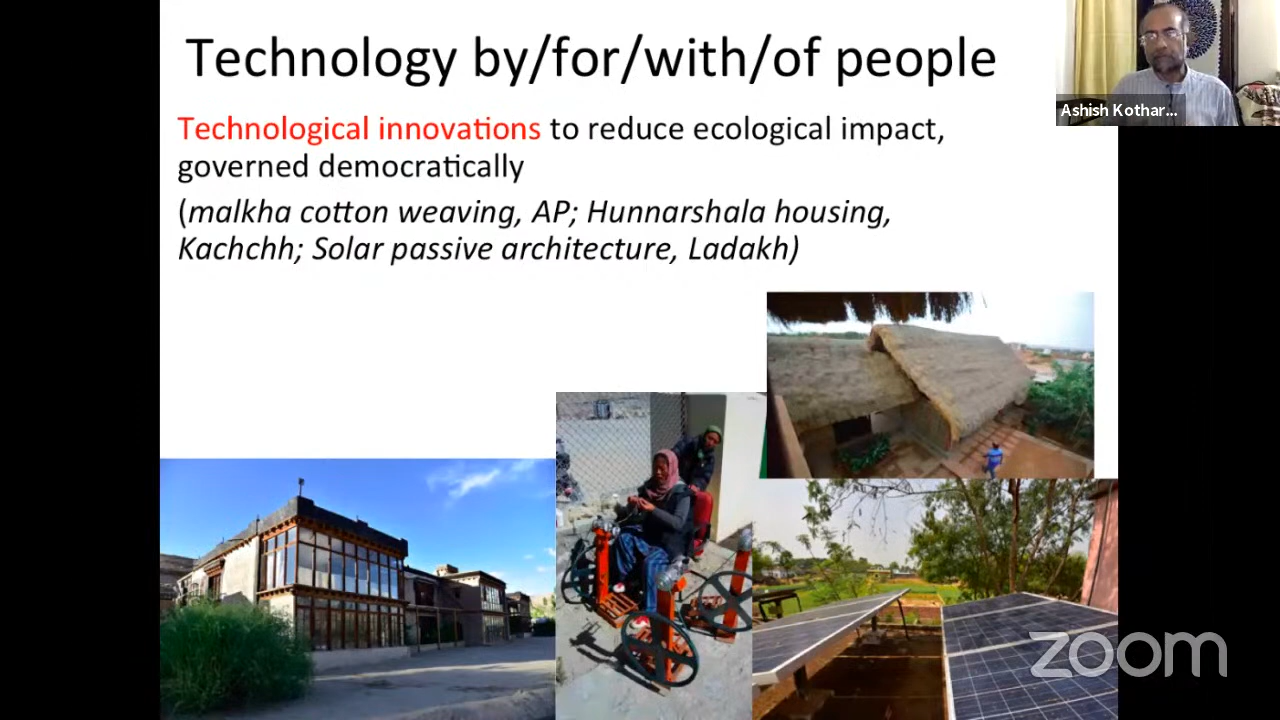 Technology by/for/with/of people
Ashish Kothar...
Technological innovations to reduce ecological impact,
governed democratically
(malkha cotton weaving, AP; Hunnarshala housing,
Kachchh; Solar passive architecture, Ladakh)
zoom